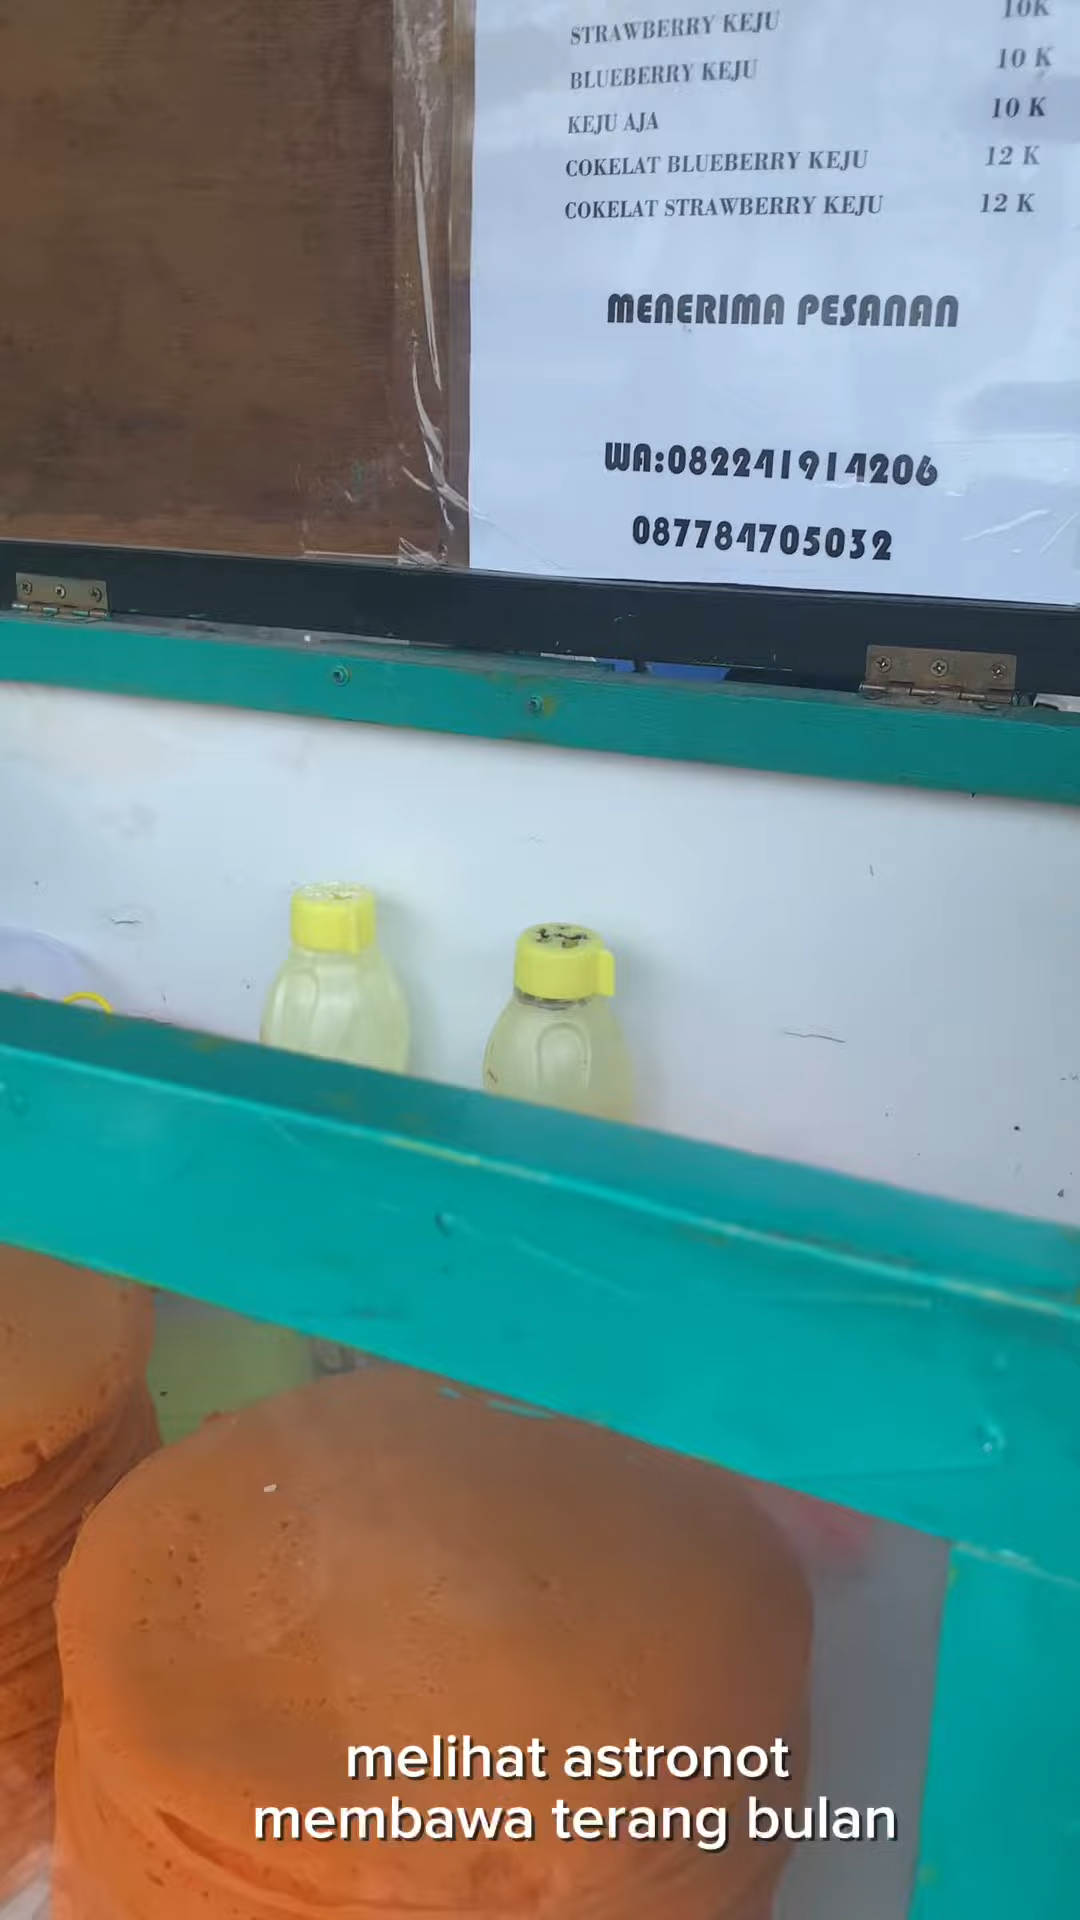 STRAWBERRY KEJU 10K
BLUEBERRY KEJU 10 K
KEJU AJA 10 K
COKELAT BLUEBERRY KEJU 12 K
COKELAT STRAWBERRY KEJU 12 K
MENERIMA PESANAN
WA:082241914206
087784705032
melihat astronot
membawa terang bulan